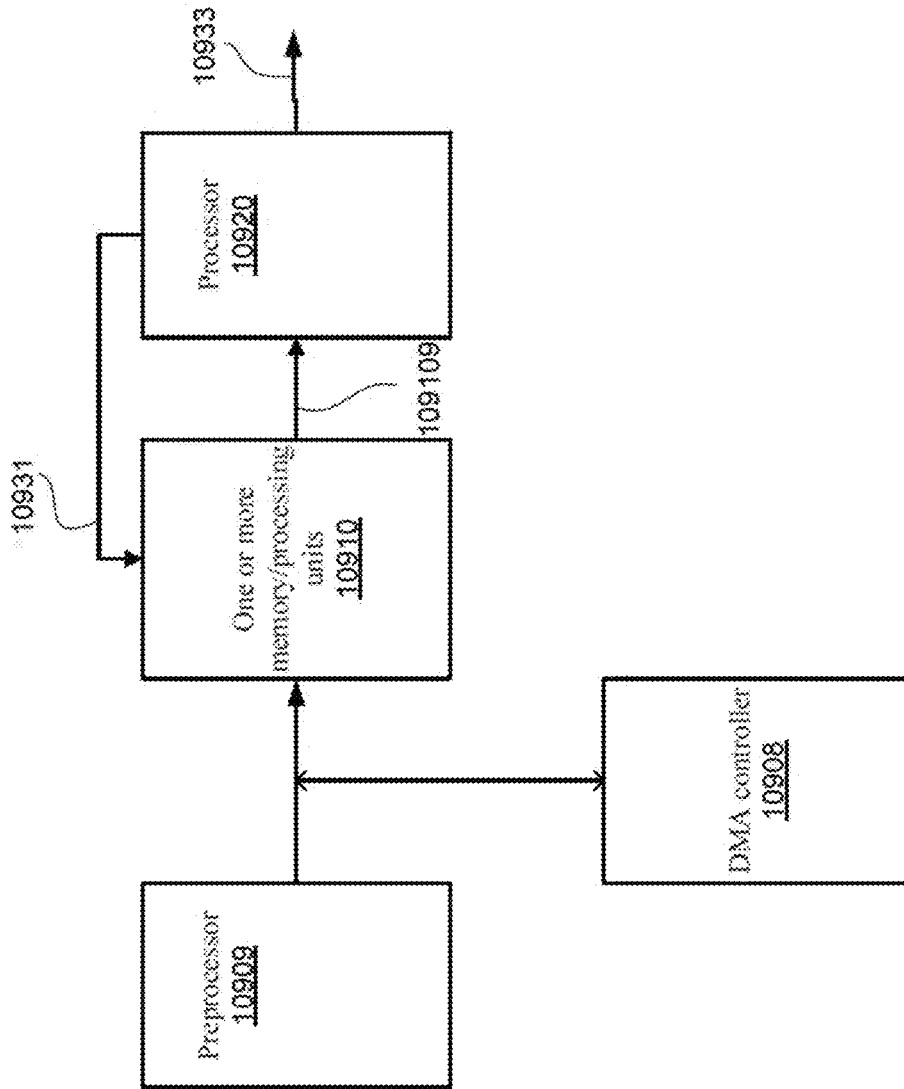 10931
10933
Preprocessor
10909
One or more
memory/processing
units
10910
109109
Processor
10920
DMA controller
10908